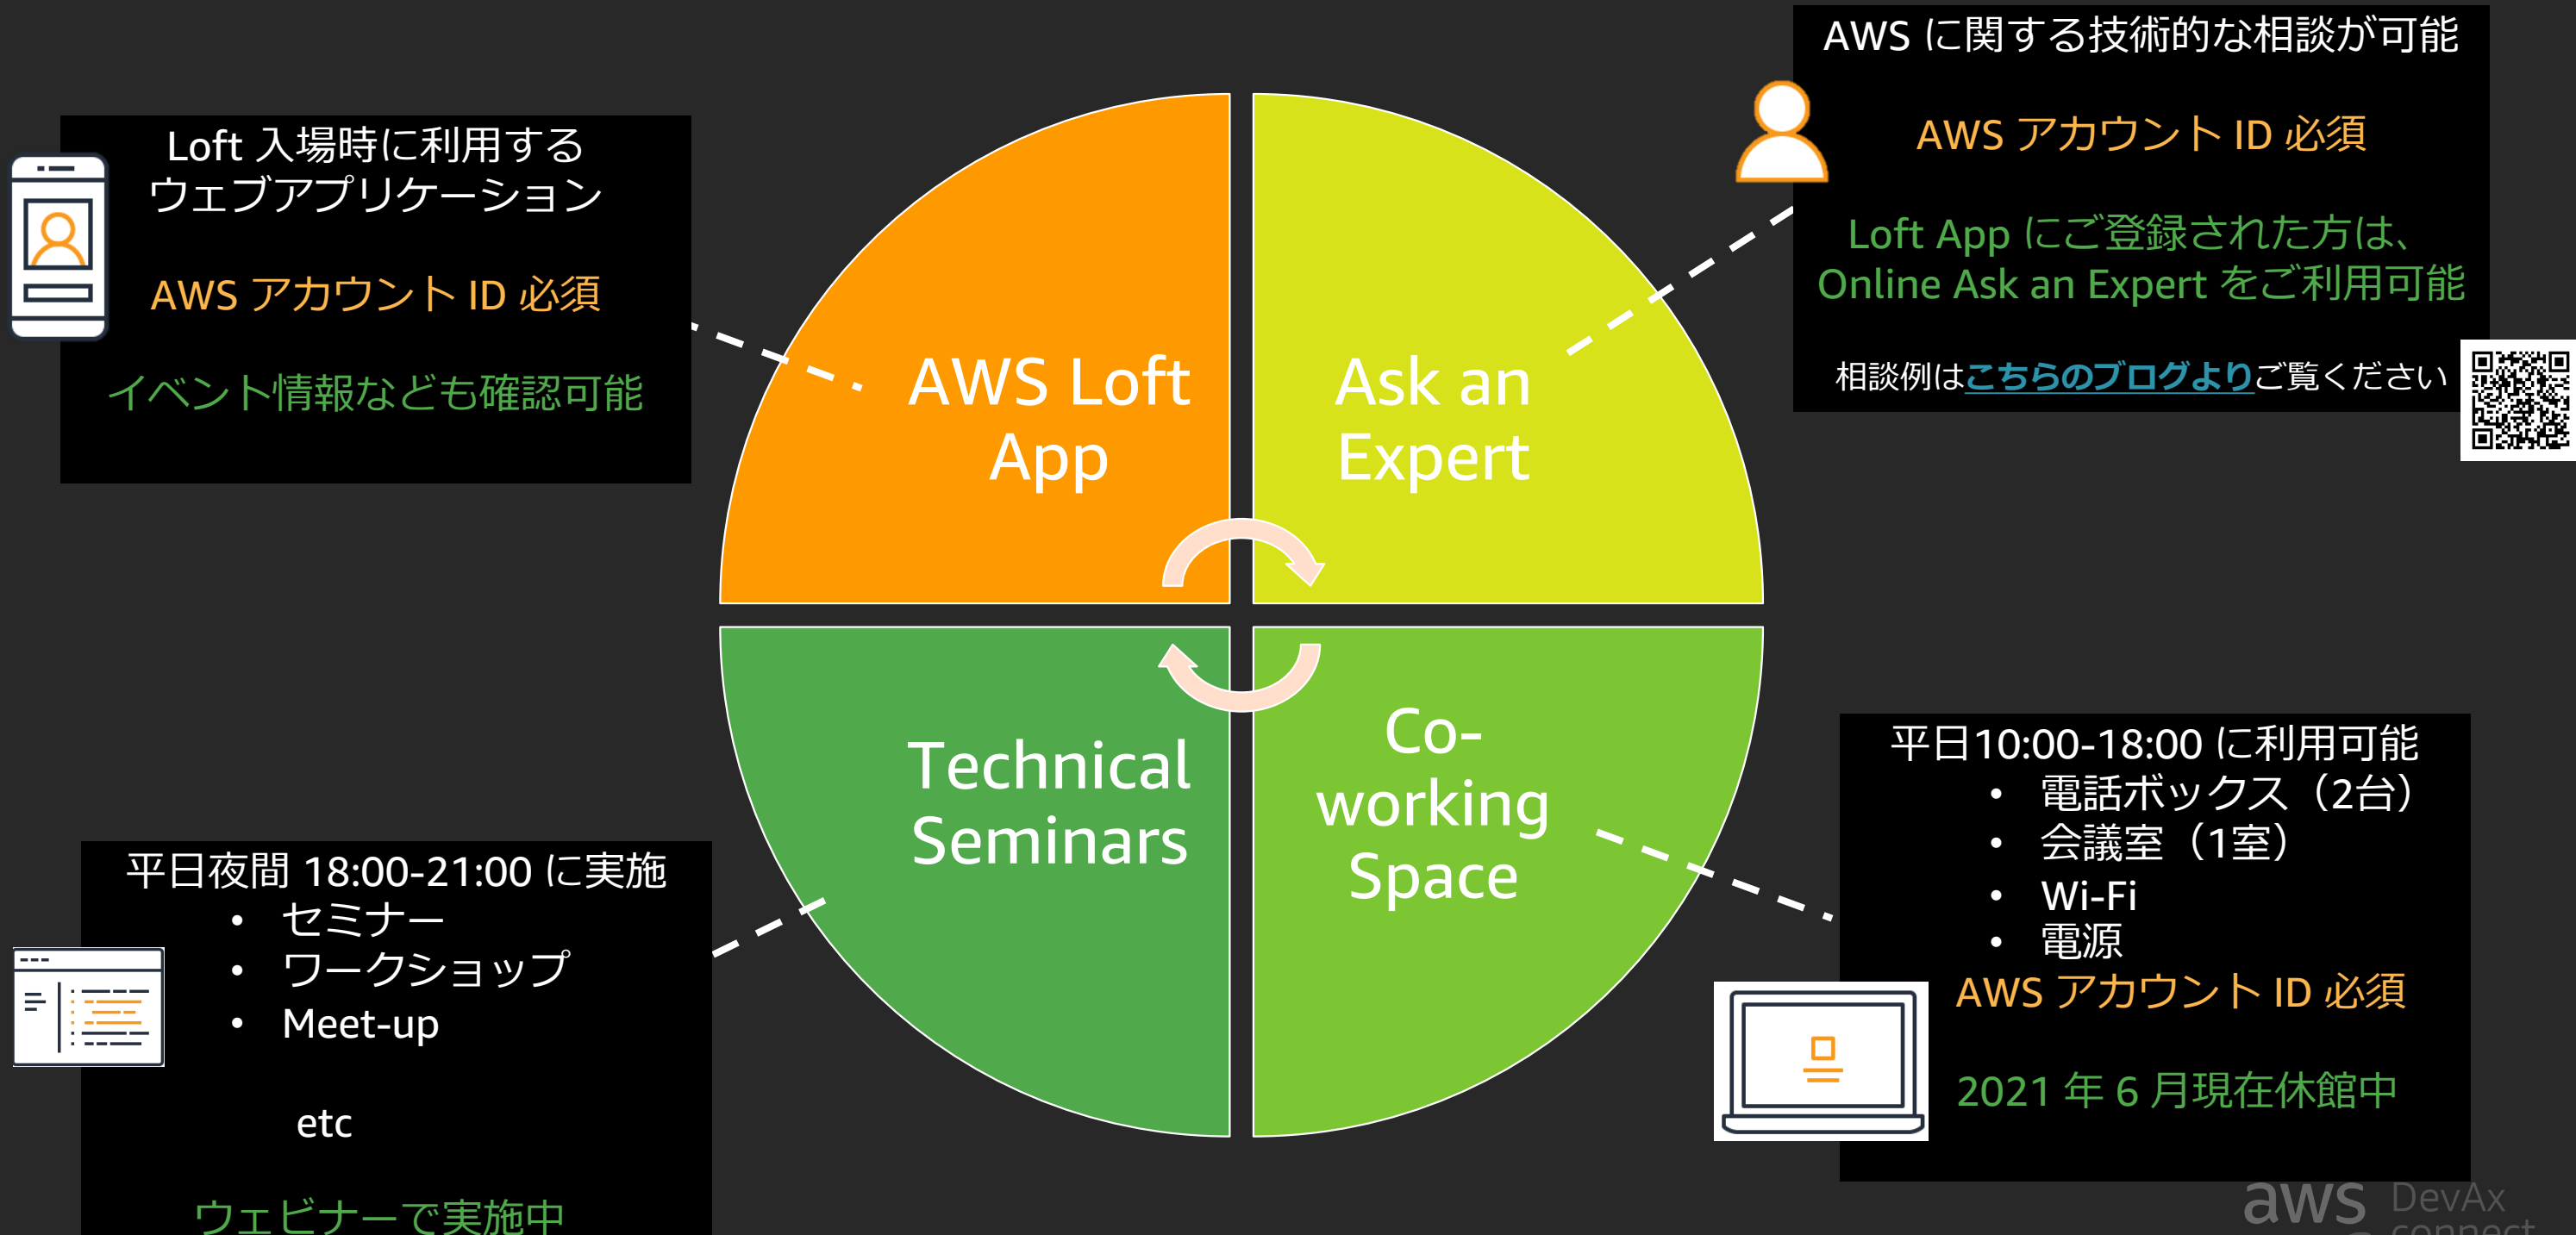 Loft 入場時に利用する
ウェブアプリケーション
AWS アカウント ID 必須
イベント情報なども確認可能
AWS Loft
App
Ask an
Expert
AWS に関する技術的な相談が可能
AWS アカウント ID 必須
Loft App にご登録された方は、
Online Ask an Expert をご利用可能
相談例はこちらのブログよりご覧ください
Technical
Seminars
Co-
working
Space
平日夜間 18:00-21:00 に実施
• セミナー
• ワークショップ
• Meet-up
etc
ウェビナーで実施中
平日10:00-18:00 に利用可能
• 電話ボックス（2台）
• 会議室（1室）
• Wi-Fi
• 電源
AWS アカウント ID 必須
2021 年 6 月現在休館中
aws DevAx
connect